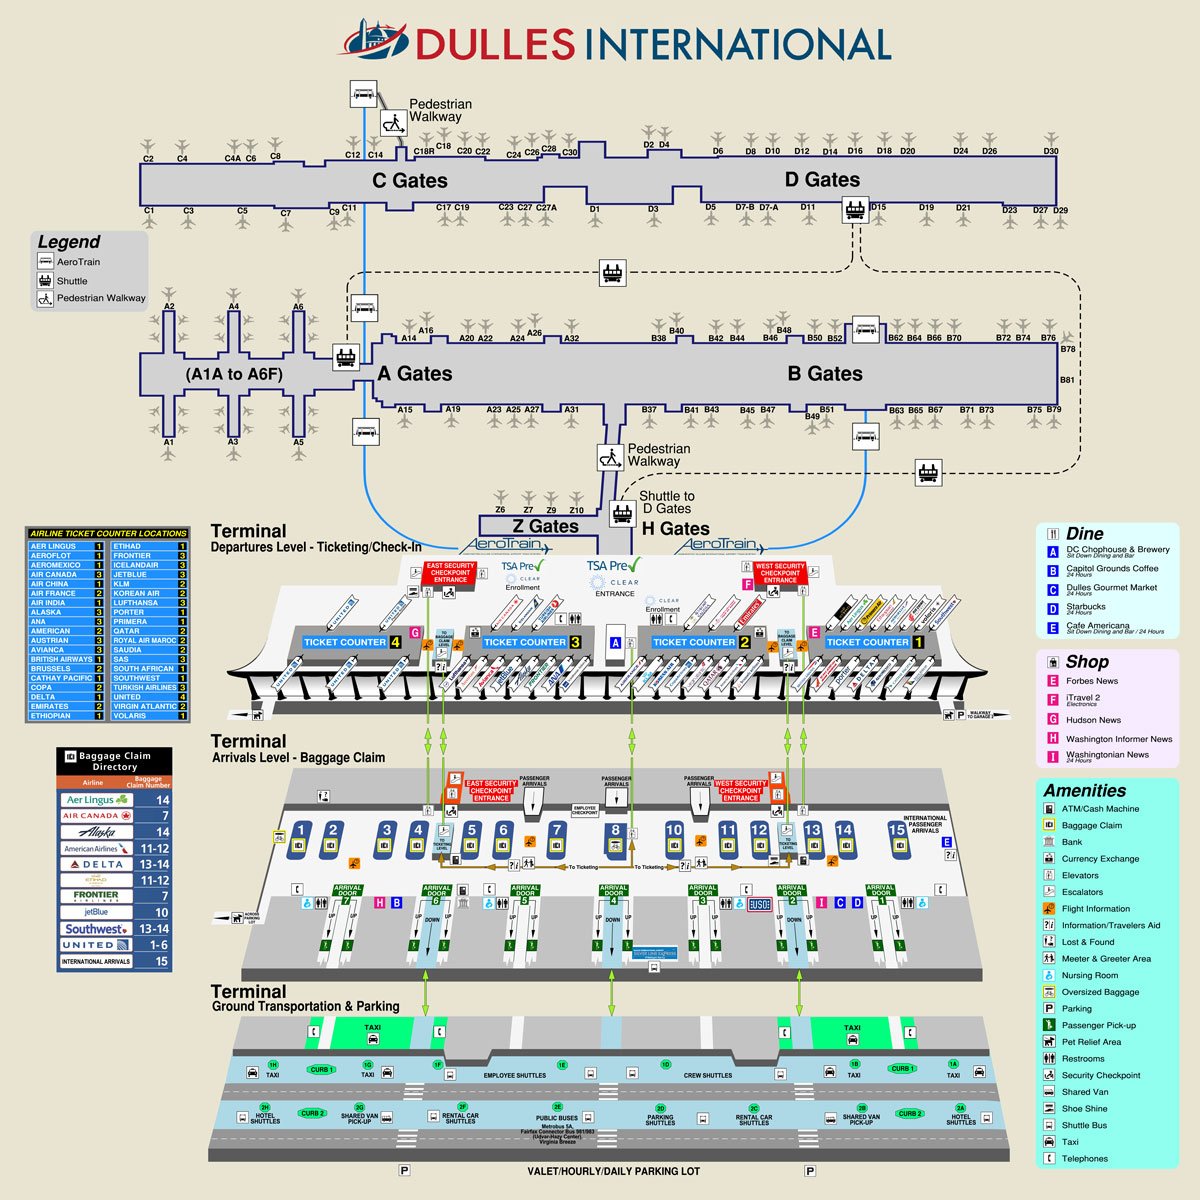 DULLES INTERNATIONAL
Pedestrian
Walkway
C2
C4
C4A
C6
C8
C12
C14
C18R
C18
C20
C22
C24
C26
C28
C30
D2
D4
D6
D8
D10
D12
D14
D16
D18
D20
D24
D26
D30
C Gates
D Gates
C1
C3
C5
C7
C9
C11
C17
C19
C23
C27
C27A
D1
D3
D5
D7-B
D7-A
D11
D15
D19
D21
D23
D27
D29
Legend
AeroTrain
Shuttle
Pedestrian Walkway
A2
A4
A6
A14
A16
A20
A22
A24
A26
A32
B38
B40
B42
B44
B46
B48
B50
B52
B62
B64
B66
B70
B72
B74
B76
B78
(A1A to A6F)
A Gates
B Gates
B81
A1
A3
A5
A15
A19
A23
A25
A27
A31
B37
B41
B43
B45
B47
B49
B51
B63
B65
B67
B71
B73
B75
B79
Pedestrian
Walkway
Z6
Z7
Z9
Z10
Shuttle to
D Gates
Z Gates
H Gates
Terminal
Departures Level - Ticketing/Check-In
AeroTrain
AeroTrain
AIRLINE TICKET COUNTER LOCATIONS
AER LINGUS 1 ETIHAD 1
AEROFLOT 1 FRONTIER 3
AEROMEXICO 1 ICELANDAIR 3
AIR CANADA 3 JETBLUE 3
AIR CHINA 1 KLM 2
AIR FRANCE 2 KOREAN AIR 2
AIR INDIA 1 LUFTHANSA 3
ALASKA 3 PORTER 1
ANA 3 PRIMERA 1
AMERICAN 2 QATAR 2
AUSTRIAN 3 ROYAL AIR MAROC 2
AVIANCA 3 SAUDIA 2
BRITISH AIRWAYS 1 SAS 3
BRUSSELS 2 SOUTH AFRICAN 1
CATHAY PACIFIC 1 SOUTHWEST 1
COPA 2 TURKISH AIRLINES 3
DELTA 1 UNITED 4
EMIRATES 2 VIRGIN ATLANTIC 2
ETHIOPIAN 1 VOLARIS 1
EAST SECURITY
CHECKPOINT
ENTRANCE
TSA Pre✓
CLEAR
Enrollment
TSA Pre✓
CLEAR
ENTRANCE
CLEAR
Enrollment
WEST SECURITY
CHECKPOINT
ENTRANCE
F
TICKET COUNTER 4
G
TO
BAGGAGE
CLAIM
LEVEL
TICKET COUNTER 3
A
TICKET COUNTER 2
TO
BAGGAGE
CLAIM
LEVEL
E
TICKET COUNTER 1
UNITED
Emirates
WALKWAY
TO GARAGE 2
P
Dine
A DC Chophouse & Brewery
Sit Down Dining and Bar
B Capitol Grounds Coffee
24 Hours
C Dulles Gourmet Market
24 Hours
D Starbucks
24 Hours
E Cafe Americana
Sit Down Dining and Bar / 24 Hours
Shop
E Forbes News
F iTravel 2
Electronics
G Hudson News
H Washington Informer News
I Washingtonian News
24 Hours
Terminal
Arrivals Level - Baggage Claim
Baggage Claim
Directory
Airline Baggage
Claim Number
Aer Lingus 14
AIR CANADA 7
Alaska 14
American Airlines 11-12
DELTA 13-14
ETIHAD 11-12
FRONTIER 7
AIRLINES
jetBlue 10
Southwest 13-14
UNITED 1-6
INTERNATIONAL ARRIVALS 15
EAST SECURITY
CHECKPOINT
ENTRANCE
PASSENGER
ARRIVALS
EMPLOYEE
CHECKPOINT
PASSENGER
ARRIVALS
PASSENGER
ARRIVALS
WEST SECURITY
CHECKPOINT
ENTRANCE
INTERNATIONAL
PASSENGER
ARRIVALS
E
1
2
3
4
TO
TICKETING
LEVEL
5
6
7
8
10
11
12
TO
TICKETING
LEVEL
13
14
15
To Ticketing
To Ticketing
ACROSS
PARKING
LOT
ARRIVAL
DOOR
7
H
B
ARRIVAL
DOOR
6
ARRIVAL
DOOR
5
ARRIVAL
DOOR
4
ARRIVAL
DOOR
3
USO
ARRIVAL
DOOR
2
I
C
D
ARRIVAL
DOOR
1
UP
UP
UP
DOWN
UP
UP
UP
UP
DOWN
UP
UP
UP
UP
DOWN
UP
UP
UP
SILVER LINE EXPRESS
Terminal
Ground Transportation & Parking
TAXI
TAXI
1H
TAXI
CURB 1
1G
TAXI
1F
EMPLOYEE SHUTTLES
1E
1D
CREW SHUTTLES
1B
TAXI
CURB 1
1A
TAXI
2H
HOTEL
SHUTTLES
CURB 2
2G
SHARED VAN
PICK-UP
2F
RENTAL CAR
SHUTTLES
2E
PUBLIC BUSES
Metrobus 5A,
Fairfax Connector Bus 981/983
(Udvar-Hazy Center),
Virginia Breeze
2D
PARKING
SHUTTLES
2C
RENTAL CAR
SHUTTLES
2B
SHARED VAN
PICK-UP
CURB 2
2A
HOTEL
SHUTTLES
P
VALET/HOURLY/DAILY PARKING LOT
P
Amenities
ATM/Cash Machine
Baggage Claim
Bank
Currency Exchange
Elevators
Escalators
Flight Information
Information/Travelers Aid
Lost & Found
Meeter & Greeter Area
Nursing Room
Oversized Baggage
Parking
Passenger Pick-up
Pet Relief Area
Restrooms
Security Checkpoint
Shared Van
Shoe Shine
Shuttle Bus
Taxi
Telephones